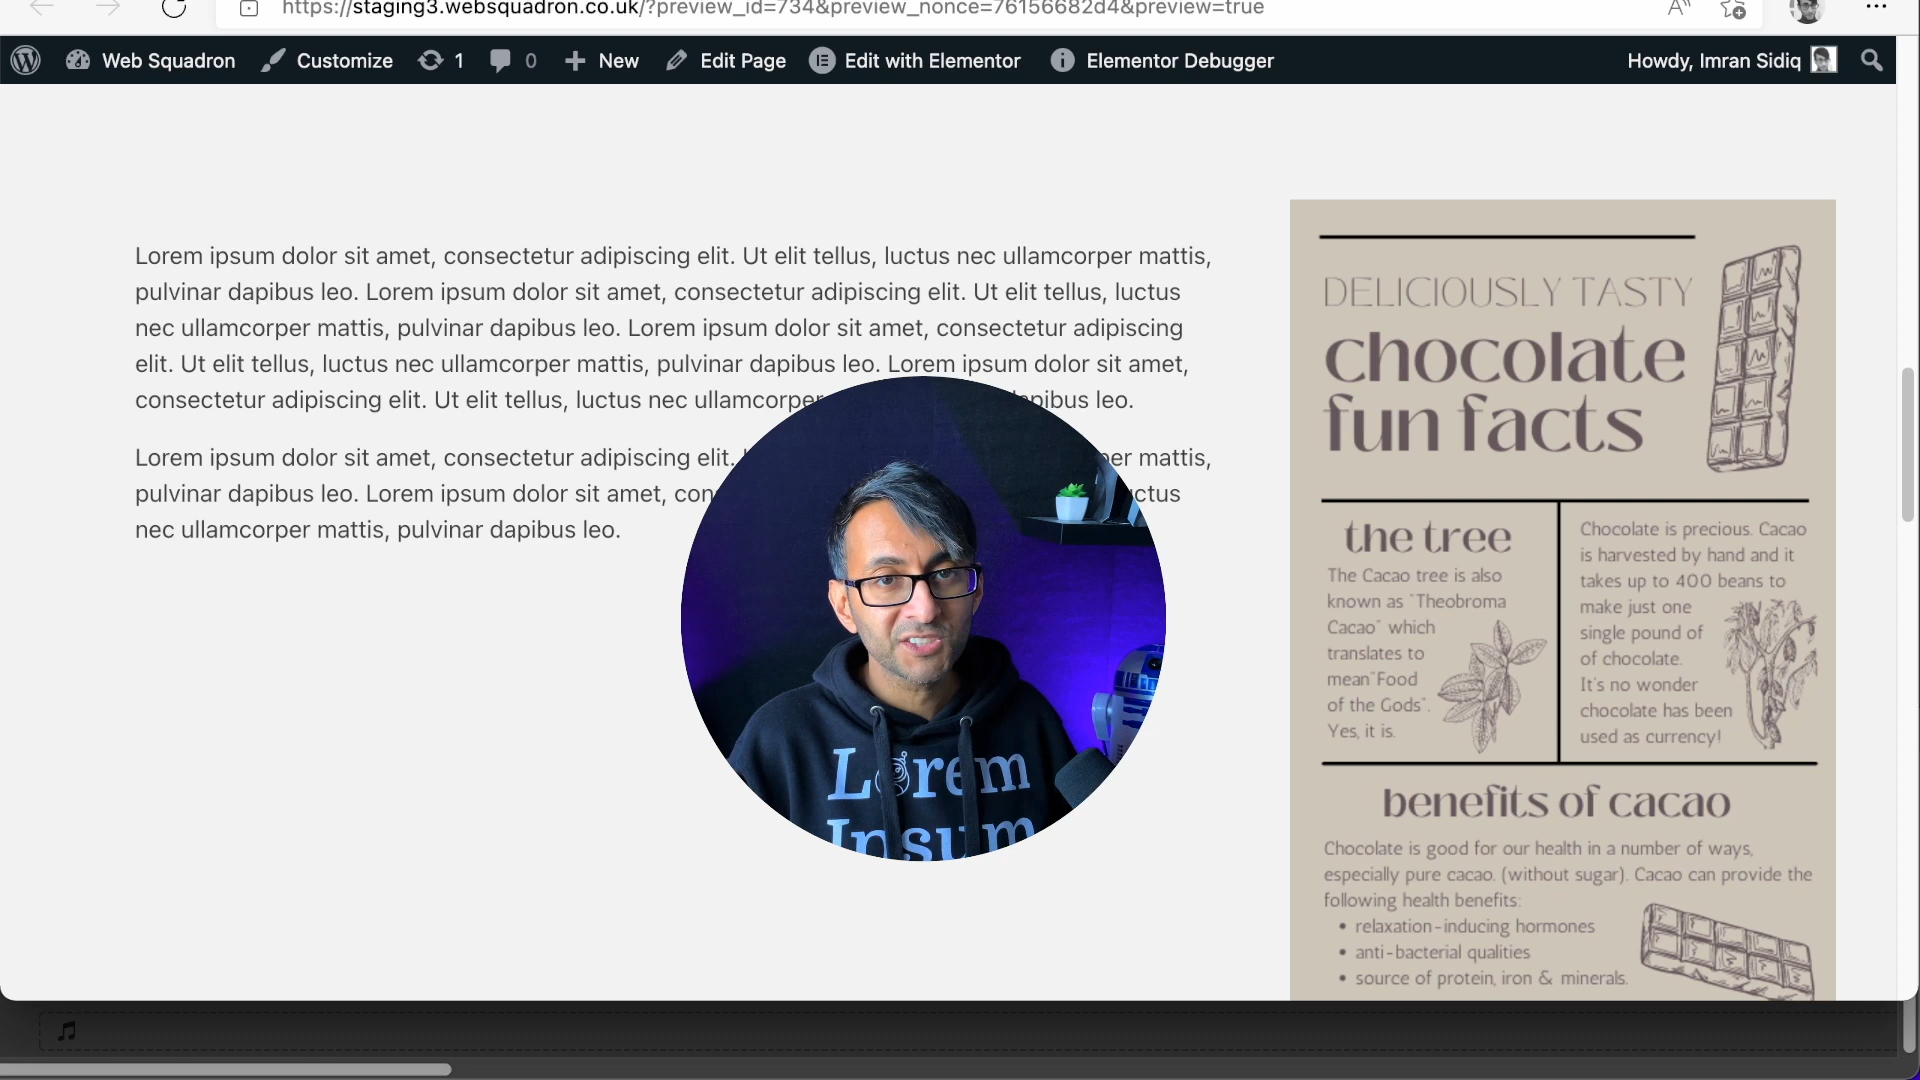 https://staging3.websquadron.co.uk/?preview_id=734&preview_nonce=76156682d4&preview=true
Web Squadron Customize 1 0 New Edit Page Edit with Elementor Elementor Debugger Howdy, Imran Sidiq
Lorem ipsum dolor sit amet, consectetur adipiscing elit. Ut elit tellus, luctus nec ullamcorper mattis,
pulvinar dapibus leo. Lorem ipsum dolor sit amet, consectetur adipiscing elit. Ut elit tellus, luctus
nec ullamcorper mattis, pulvinar dapibus leo. Lorem ipsum dolor sit amet, consectetur adipiscing
elit. Ut elit tellus, luctus nec ullamcorper mattis, pulvinar dapibus leo. Lorem ipsum dolor sit amet,
consectetur adipiscing elit. Ut elit tellus, luctus nec ullamcorper leo.
Lorem ipsum dolor sit amet, consectetur adipiscing elit. mattis,
pulvinar dapibus leo. Lorem ipsum dolor sit amet,
nec ullamcorper mattis, pulvinar dapibus leo.
Lorem
Ipsum
DELICIOUSLY TASTY
chocolate
fun facts
the tree
The Cacao tree is also
known as "Theobroma
Cacao" which
translates to
mean"Food
of the Gods".
Yes, it is.
Chocolate is precious. Cacao
is harvested by hand and it
takes up to 400 beans to
make just one
single pound of
of chocolate.
It's no wonder
chocolate has been
used as currency!
benefits of cacao
Chocolate is good for our health in a number of ways,
especially pure cacao. (without sugar). Cacao can provide the
following health benefits:
• relaxation-inducing hormones
• anti-bacterial qualities
• source of protein, iron & minerals.